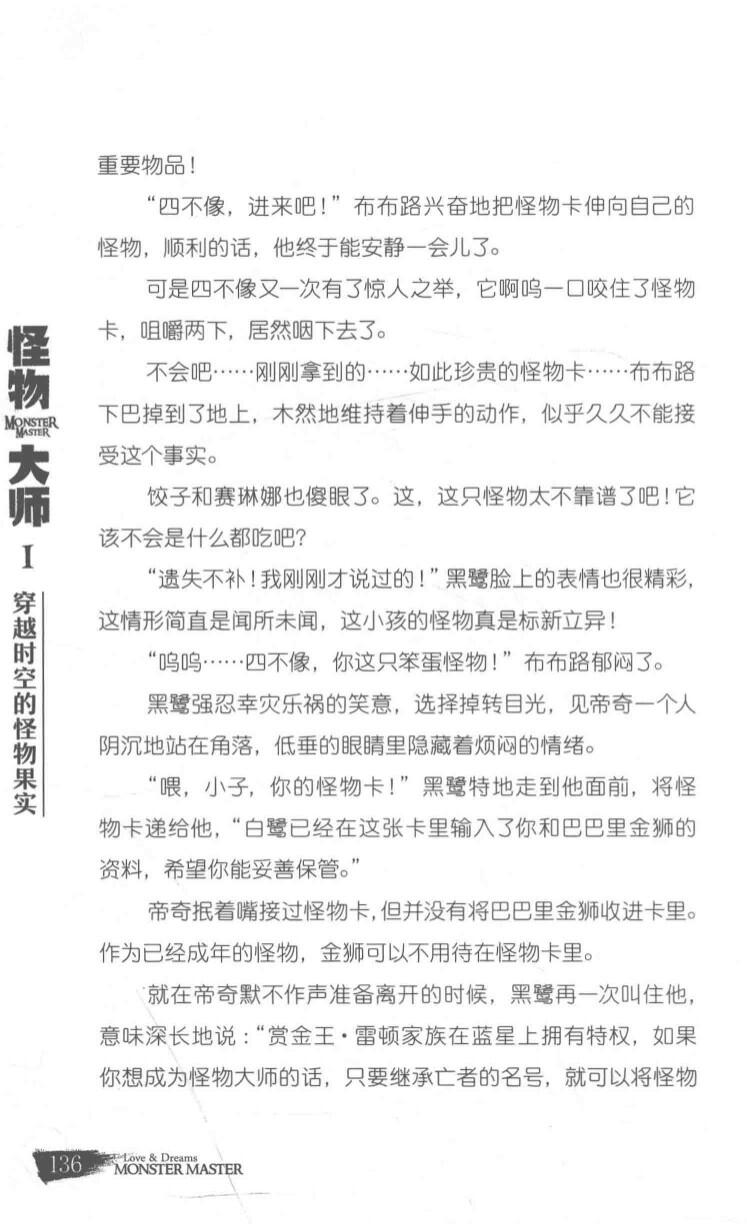 重要物品！
“四不像，进来吧！”布布路兴奋地把怪物卡伸向自己的
怪物，顺利的话，他终于能安静一会儿了。
可是四不像又一次有了惊人之举，它啊呜一口咬住了怪物
卡，咀嚼两下，居然咽下去了。
不会吧……刚刚拿到的……如此珍贵的怪物卡……布布路
下巴掉到了地上，木然地维持着伸手的动作，似乎久久不能接
受这个事实。
饺子和赛琳娜也傻眼了。这，这只怪物太不靠谱了吧！它
该不会是什么都吃吧？
“遗失不补！我刚刚才说过的！”黑鹭脸上的表情也很精彩，
这情形简直是闻所未闻，这小孩的怪物真是标新立异！
“呜呜……四不像，你这只笨蛋怪物！”布布路郁闷了。
黑鹭强忍幸灾乐祸的笑意，选择掉转目光，见帝奇一个人
阴沉地站在角落，低垂的眼睛里隐藏着烦闷的情绪。
“喂，小子，你的怪物卡！”黑鹭特地走到他面前，将怪
物卡递给他，“白鹭已经在这张卡里输入了你和巴巴里金狮的
资料，希望你能妥善保管。”
帝奇抿着嘴接过怪物卡，但并没有将巴巴里金狮收进卡里。
作为已经成年的怪物，金狮可以不用待在怪物卡里。
就在帝奇默不作声准备离开的时候，黑鹭再一次叫住他，
意味深长地说：“赏金王·雷顿家族在蓝星上拥有特权，如果
你想成为怪物大师的话，只要继承亡者的名号，就可以将怪物
怪物
MONSTER
MASTER
大师
I
穿越时空的怪物果实
136
Love & Dreams
MONSTER MASTER